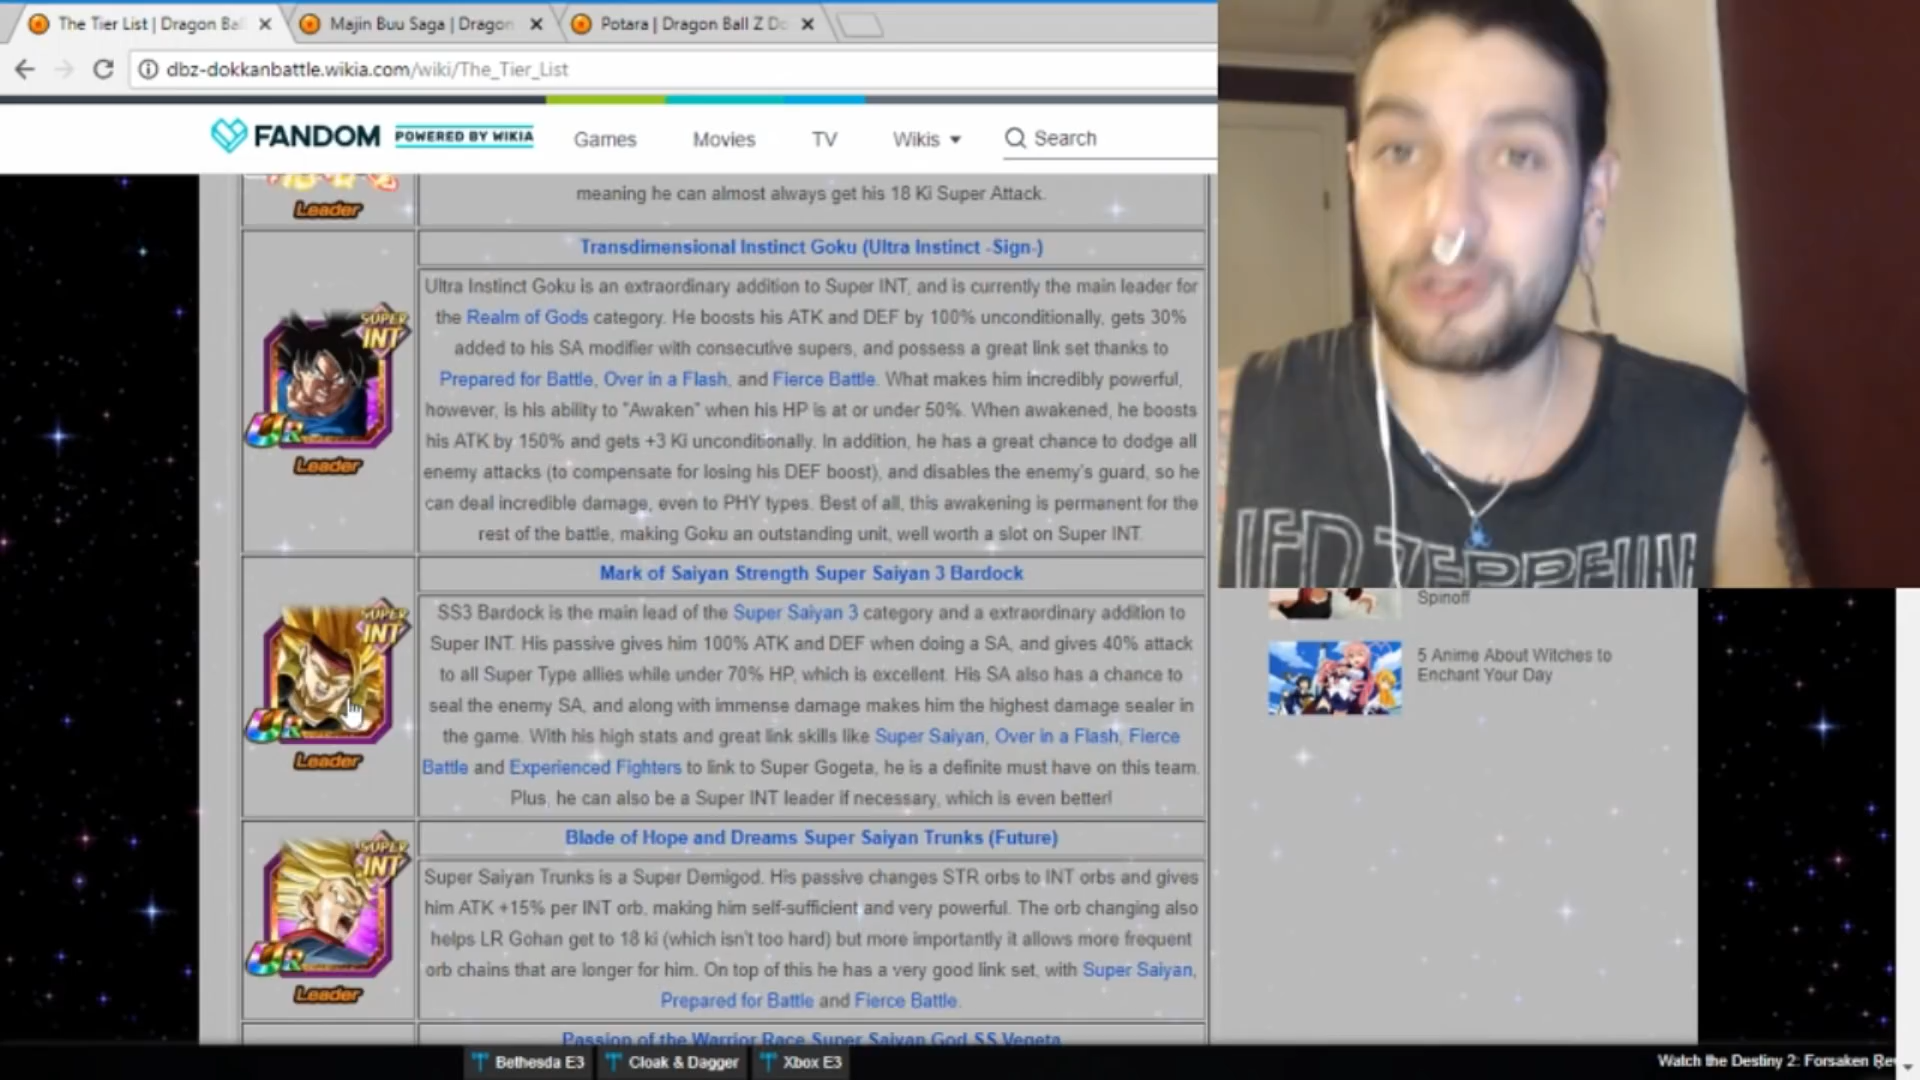 The Tier List | Dragon Bal
Majin Buu Saga | Dragon
Potara | Dragon Ball Z Do
dbz-dokkanbattle.wikia.com/wiki/The_Tier_List
FANDOM POWERED BY WIKIA
Games Movies TV Wikis Search
meaning he can almost always get his 18 Ki Super Attack.
Leader
Transdimensional Instinct Goku (Ultra Instinct -Sign-)
Ultra Instinct Goku is an extraordinary addition to Super INT, and is currently the main leader for
the Realm of Gods category. He boosts his ATK and DEF by 100% unconditionally, gets 30%
added to his SA modifier with consecutive supers, and possess a great link set thanks to
Prepared for Battle, Over in a Flash, and Fierce Battle. What makes him incredibly powerful,
however, is his ability to "Awaken" when his HP is at or under 50%. When awakened, he boosts
his ATK by 150% and gets +3 Ki unconditionally. In addition, he has a great chance to dodge all
enemy attacks (to compensate for losing his DEF boost), and disables the enemy's guard, so he
can deal incredible damage, even to PHY types. Best of all, this awakening is permanent for the
rest of the battle, making Goku an outstanding unit, well worth a slot on Super INT.
SUPER
INT
UR
Leader
Mark of Saiyan Strength Super Saiyan 3 Bardock
SS3 Bardock is the main lead of the Super Saiyan 3 category and a extraordinary addition to
Super INT. His passive gives him 100% ATK and DEF when doing a SA, and gives 40% attack
to all Super Type allies while under 70% HP, which is excellent. His SA also has a chance to
seal the enemy SA, and along with immense damage makes him the highest damage sealer in
the game. With his high stats and great link skills like Super Saiyan, Over in a Flash, Fierce
Battle and Experienced Fighters to link to Super Gogeta, he is a definite must have on this team.
Plus, he can also be a Super INT leader if necessary, which is even better!
SUPER
INT
UR
Leader
Blade of Hope and Dreams Super Saiyan Trunks (Future)
Super Saiyan Trunks is a Super Demigod. His passive changes STR orbs to INT orbs and gives
him ATK +15% per INT orb, making him self-sufficient and very powerful. The orb changing also
helps LR Gohan get to 18 ki (which isn't too hard) but more importantly it allows more frequent
orb chains that are longer for him. On top of this he has a very good link set, with Super Saiyan,
Prepared for Battle and Fierce Battle.
SUPER
INT
UR
Leader
Passion of the Warrior Race Super Saiyan God SS Vegeta
LED ZEPPELIN
Spinoff
5 Anime About Witches to
Enchant Your Day
Bethesda E3
Cloak & Dagger
Xbox E3
Watch the Destiny 2: Forsaken Re